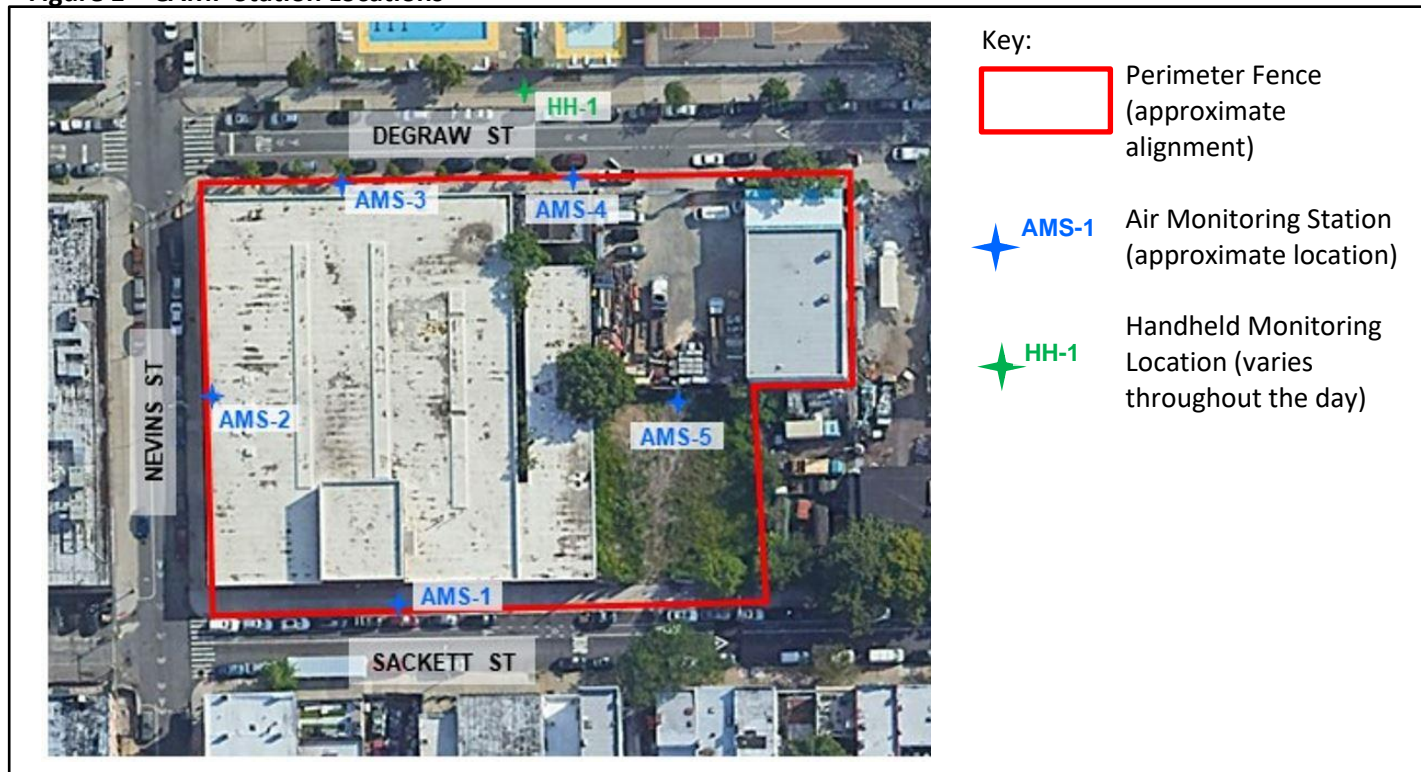 Key:
Perimeter Fence
(approximate
alignment)
AMS-1
Air Monitoring Station
(approximate location)
HH-1
Handheld Monitoring
Location (varies
throughout the day)
HH-1
DEGRAW ST
AMS-3
AMS-4
AMS-2
NEVINS ST
AMS-5
AMS-1
SACKETT ST